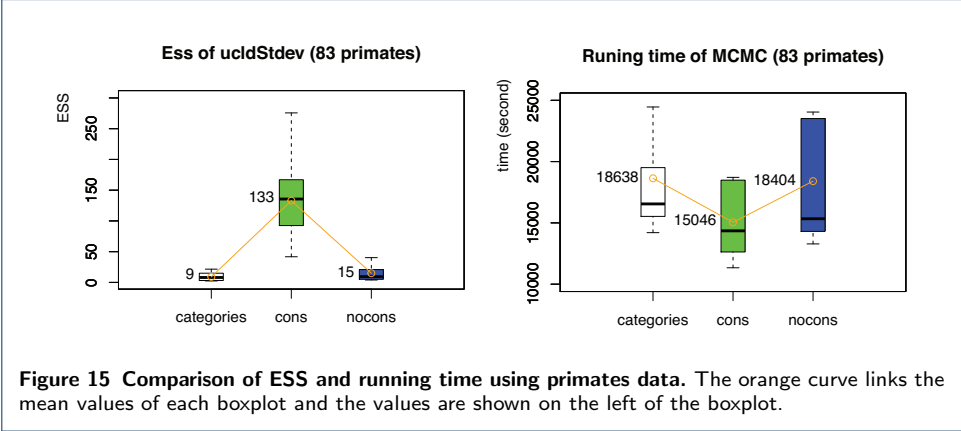 Ess of ucldStdev (83 primates)
ESS
250
150
50
0
9
133
15
categories cons nocons
Runing time of MCMC (83 primates)
time (second)
25000
20000
15000
10000
18638
15046
18404
categories cons nocons
Figure 15 Comparison of ESS and running time using primates data. The orange curve links the
mean values of each boxplot and the values are shown on the left of the boxplot.